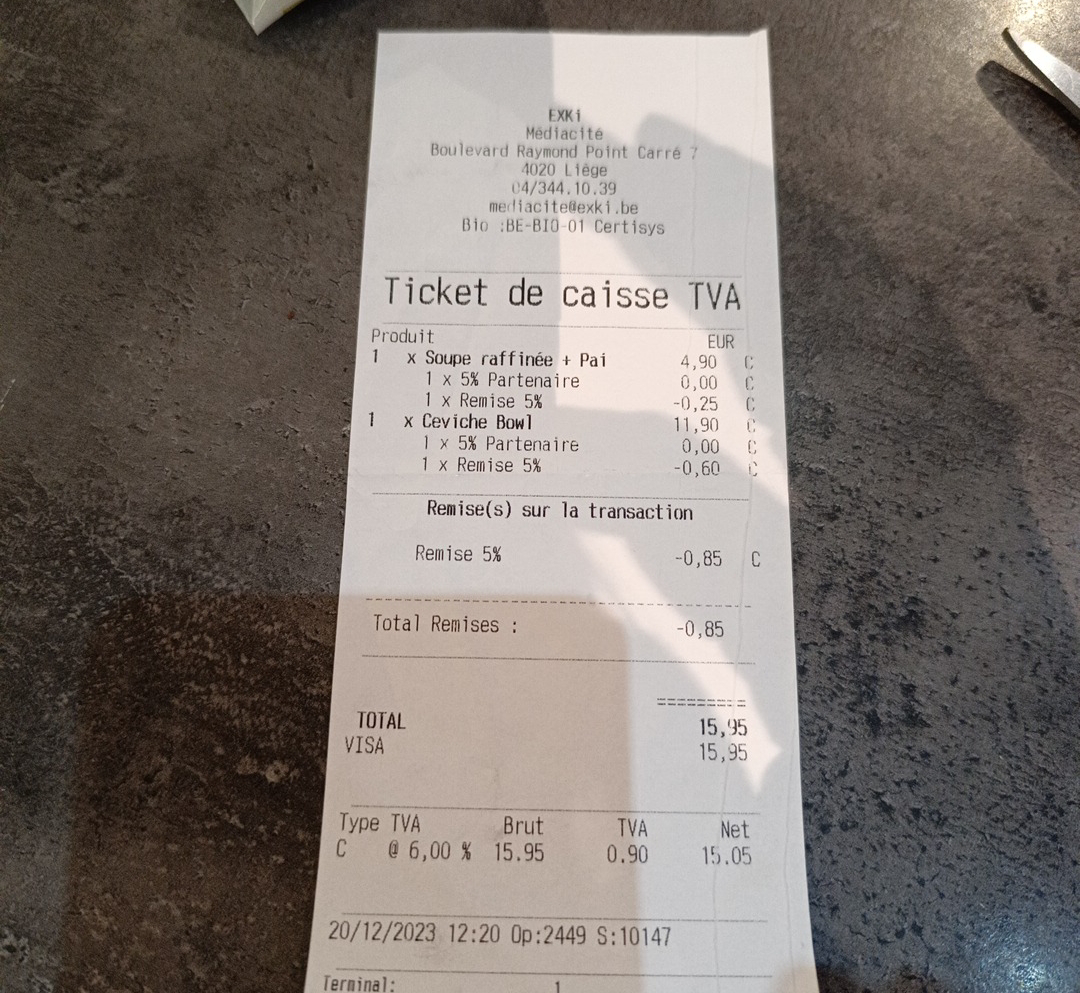 EXKi
Médiacité
Boulevard Raymond Point Carré 7
4020 Liège
04/344.10.39
mediacite@exki.be
Bio :BE-BIO-01 Certisys
Ticket de caisse TVA
Produit EUR
1 x Soupe raffinée + Pai 4,90 C
1 x 5% Partenaire 0,00 C
1 x Remise 5% -0,25 C
1 x Ceviche Bowl 11,90 C
1 x 5% Partenaire 0,00 C
1 x Remise 5% -0,60 C
Remise(s) sur la transaction
Remise 5% -0,85 C
Total Remises : -0,85
=========
TOTAL 15,95
VISA 15,95
Type TVA Brut TVA Net
C @ 6,00 % 15.95 0.90 15.05
20/12/2023 12:20 Op:2449 S:10147
Terminal: 1